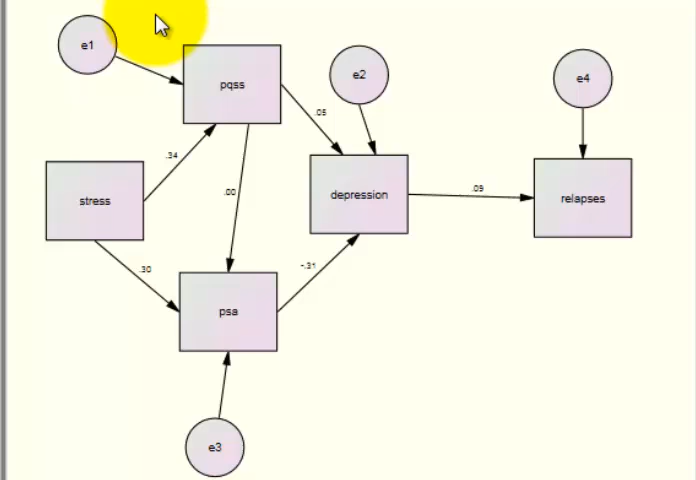 e1
pqss
e2
e4
.05
.34
.00
stress
depression
.09
relapses
.30
-.31
psa
e3